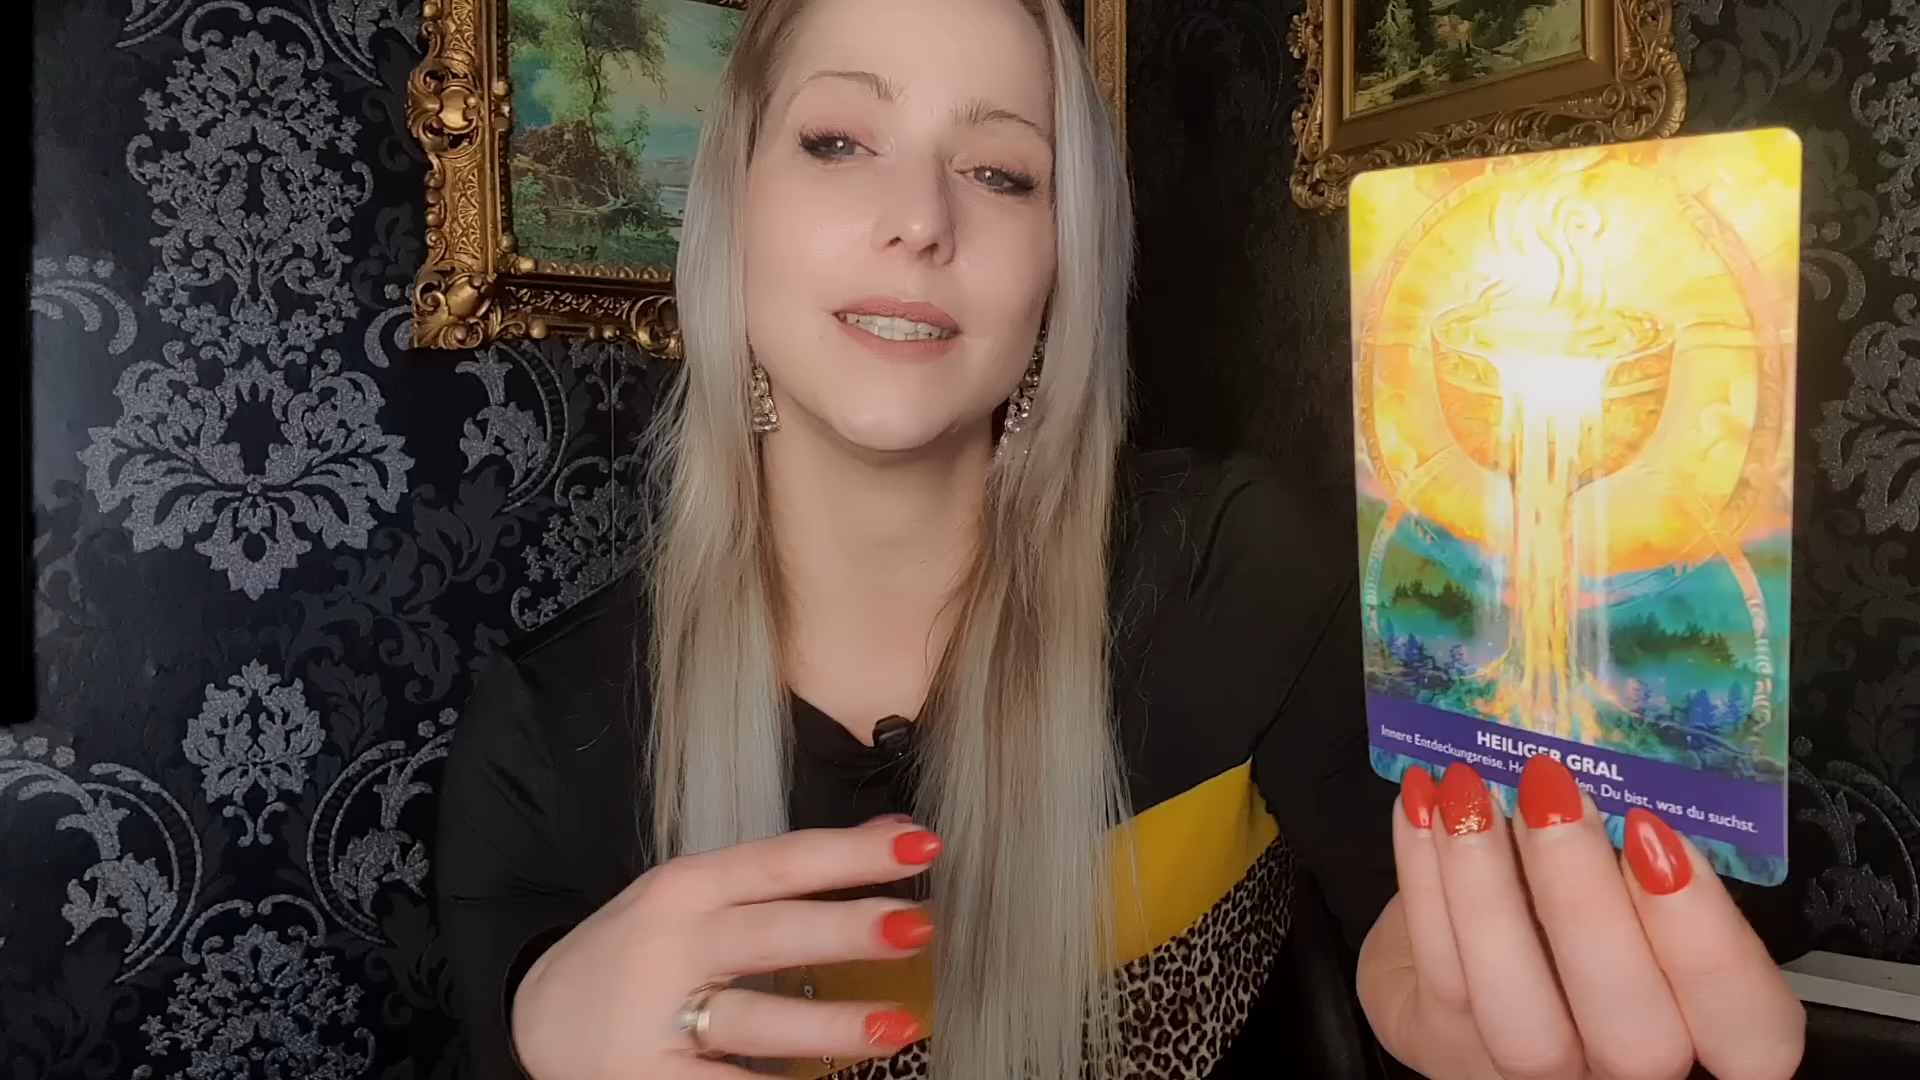 HEILIGER GRAL
Innere Entdeckungsreise. Du bist, was du suchst.